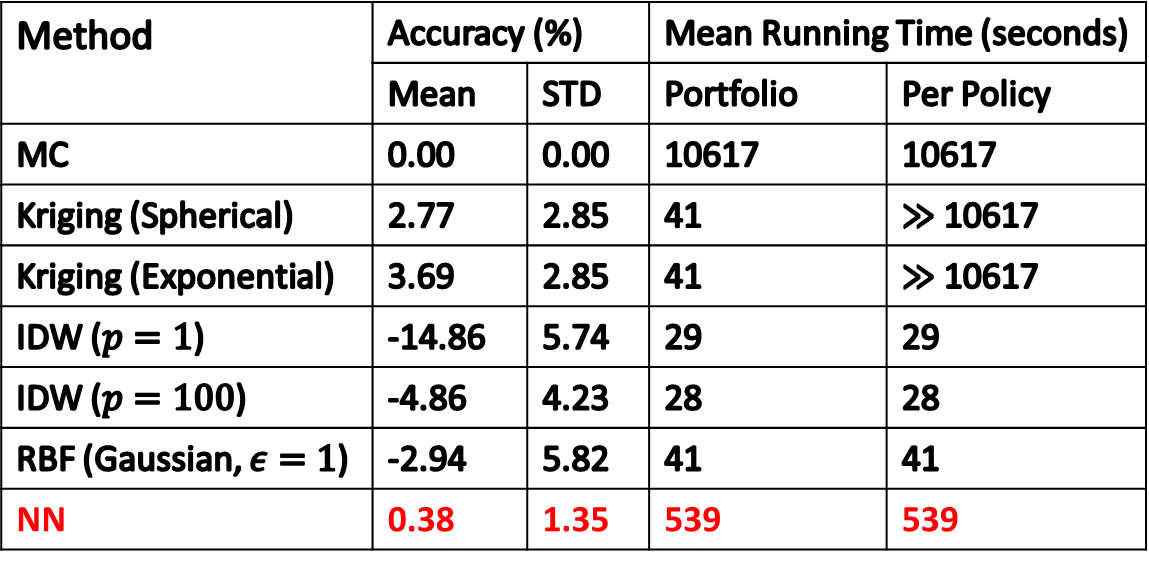 Method Accuracy (%) Mean Running Time (seconds)
Mean STD Portfolio Per Policy
MC 0.00 0.00 10617 10617
Kriging (Spherical) 2.77 2.85 41 ≫ 10617
Kriging (Exponential) 3.69 2.85 41 ≫ 10617
IDW (p = 1) -14.86 5.74 29 29
IDW (p = 100) -4.86 4.23 28 28
RBF (Gaussian, ϵ = 1) -2.94 5.82 41 41
NN 0.38 1.35 539 539